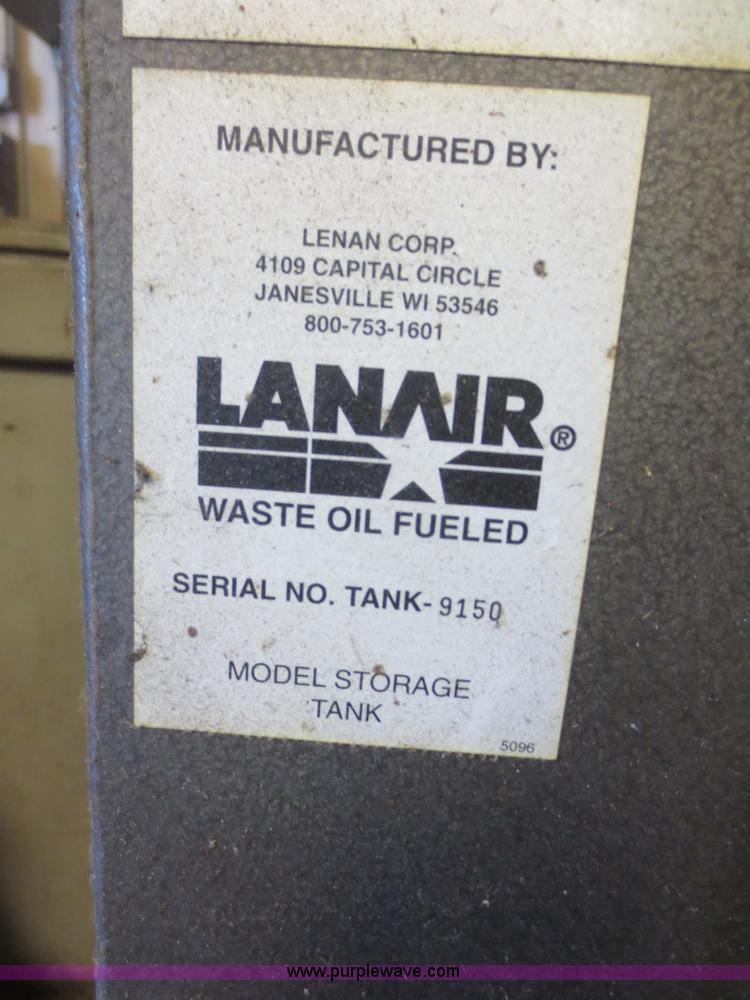 MANUFACTURED BY:
LENAN CORP.
4109 CAPITAL CIRCLE
JANESVILLE WI 53546
800-753-1601
LANAIR®
WASTE OIL FUELED
SERIAL NO. TANK- 9150
MODEL STORAGE
TANK
5096
www.purplewave.com